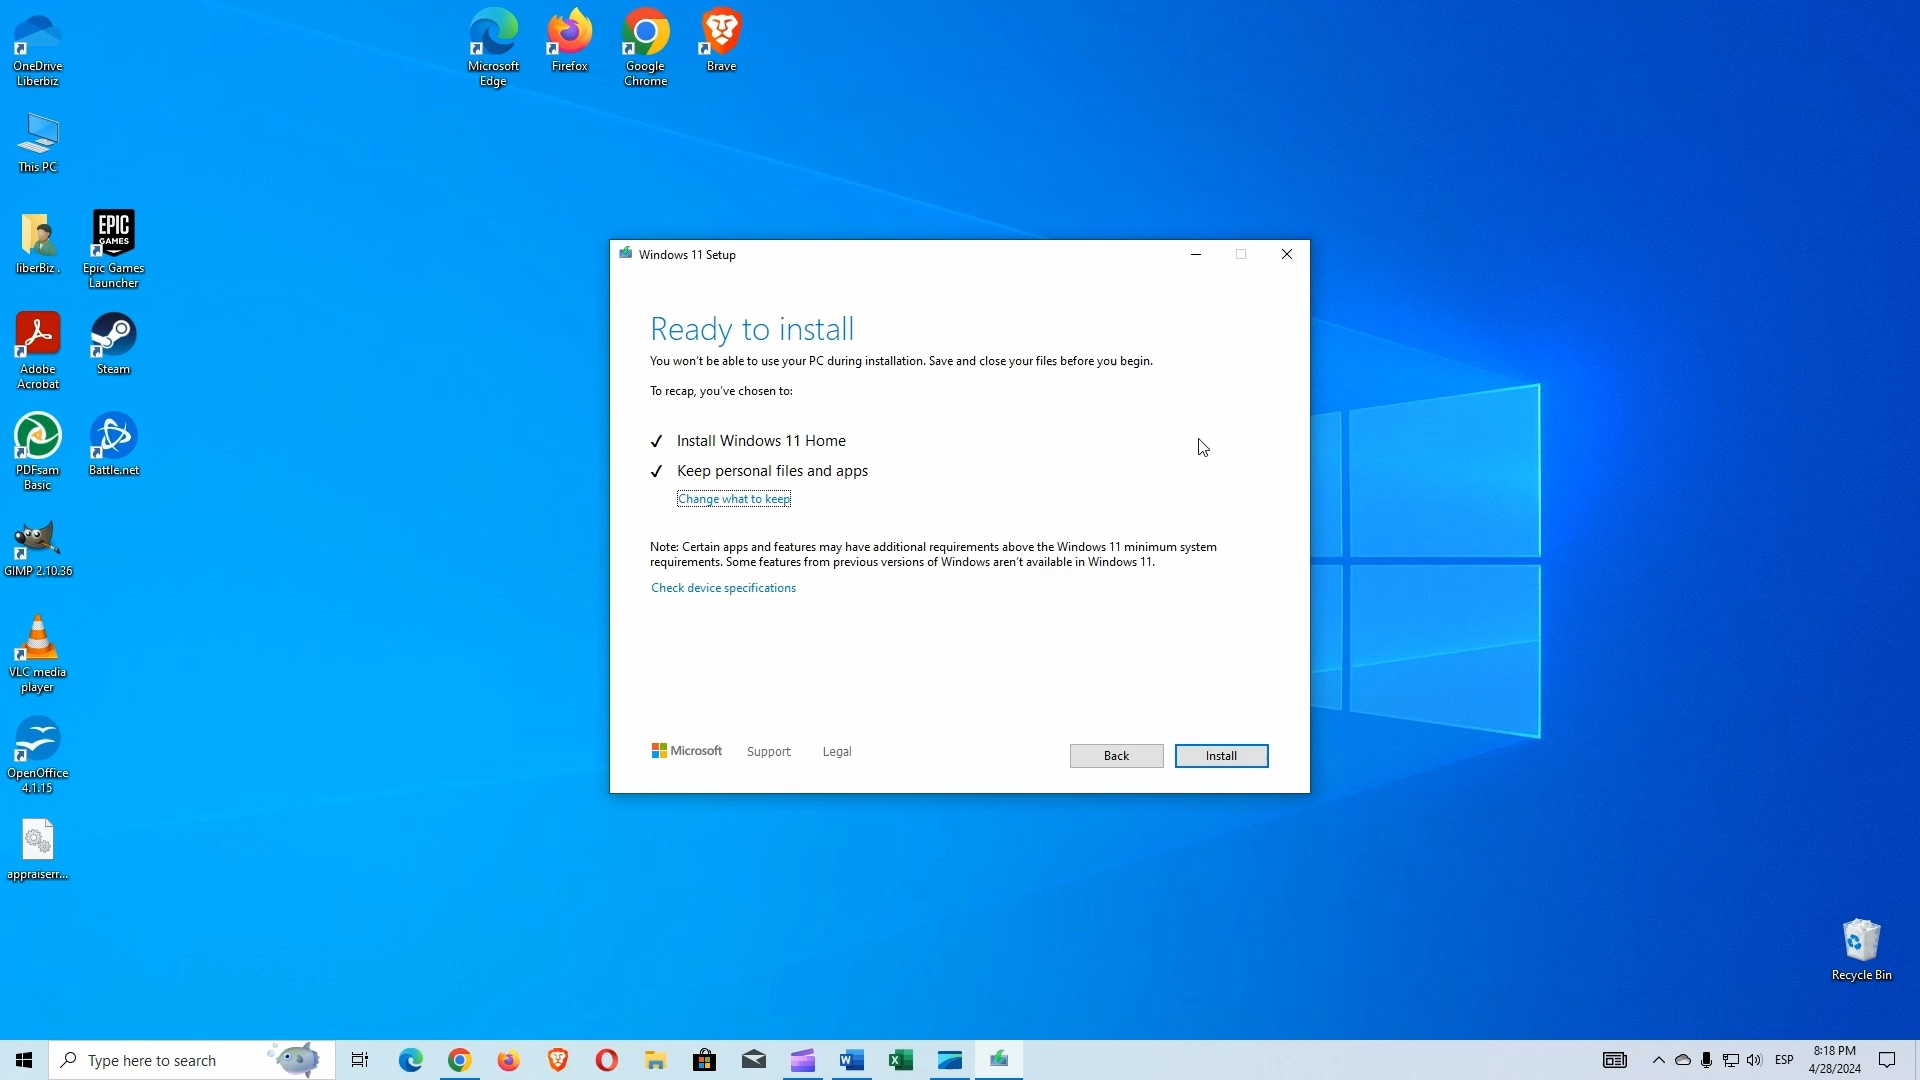 OneDrive
Liberbiz
Microsoft
Edge
Firefox
Google
Chrome
Brave
This PC
liberBiz .
EPIC
GAMES
Epic Games
Launcher
Adobe
Acrobat
Steam
PDFsam
Basic
Battle.net
GIMP 2.10.36
VLC media
player
OpenOffice
4.1.15
appraiserr...
Windows 11 Setup
Ready to install
You won't be able to use your PC during installation. Save and close your files before you begin.
To recap, you've chosen to:
Install Windows 11 Home
Keep personal files and apps
Change what to keep
Note: Certain apps and features may have additional requirements above the Windows 11 minimum system
requirements. Some features from previous versions of Windows aren't available in Windows 11.
Check device specifications
Microsoft
Support
Legal
Back
Install
Recycle Bin
Type here to search
W
X
ESP
8:18 PM
4/28/2024